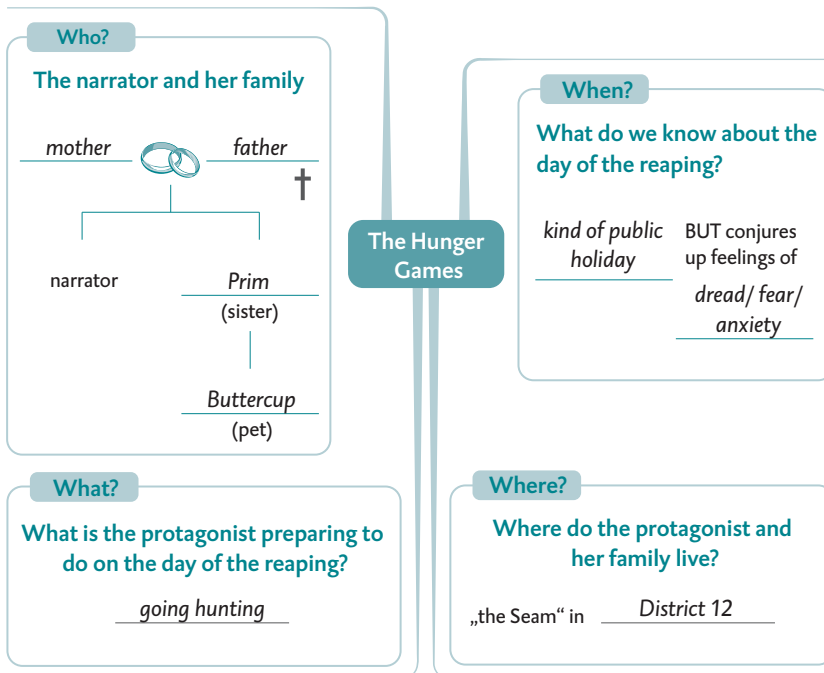 Who?
The narrator and her family
mother
father
†
narrator
Prim
(sister)
Buttercup
(pet)
The Hunger
Games
When?
What do we know about the
day of the reaping?
kind of public
holiday
BUT conjures
up feelings of
dread/ fear/
anxiety
What?
What is the protagonist preparing to
do on the day of the reaping?
going hunting
Where?
Where do the protagonist and
her family live?
„the Seam“ in District 12